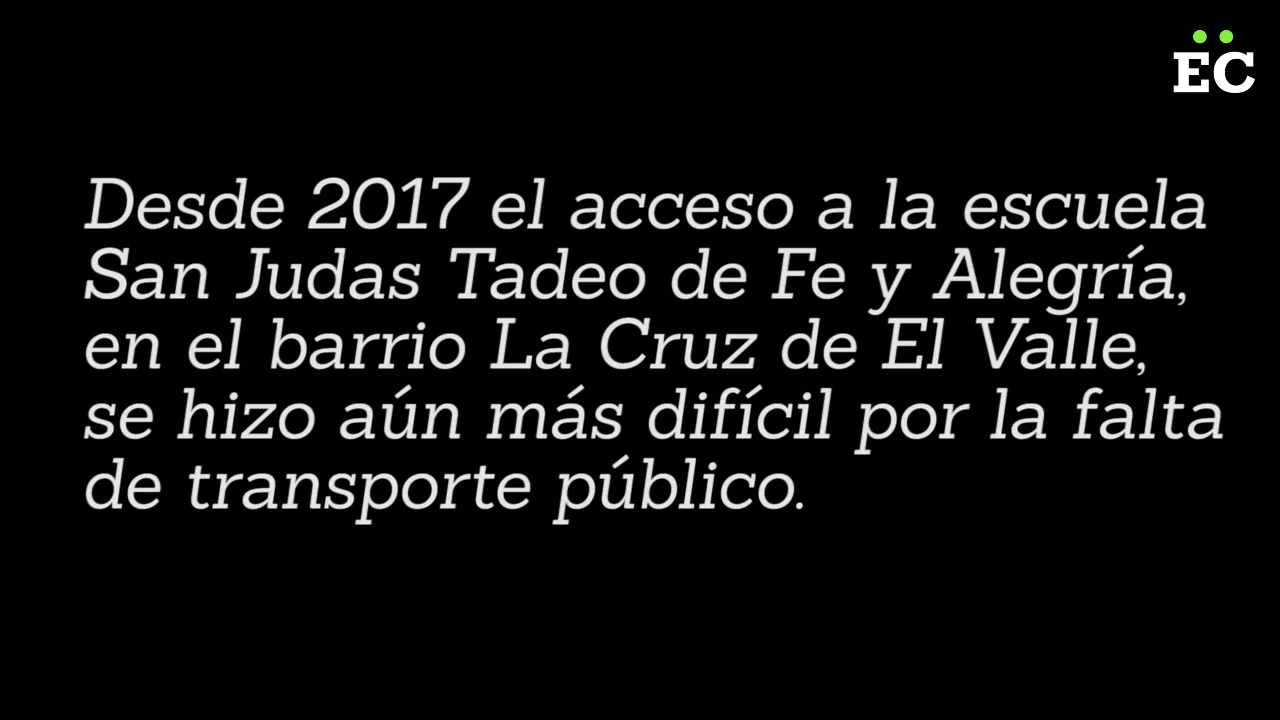 EC
Desde 2017 el acceso a la escuela
San Judas Tadeo de Fe y Alegría,
en el barrio La Cruz de El Valle,
se hizo aún más difícil por la falta
de transporte público.